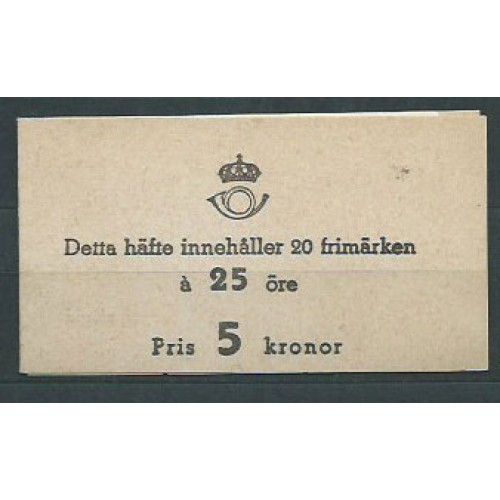 Detta häfte innehåller 20 frimärken
à 25 öre
Pris 5 kronor